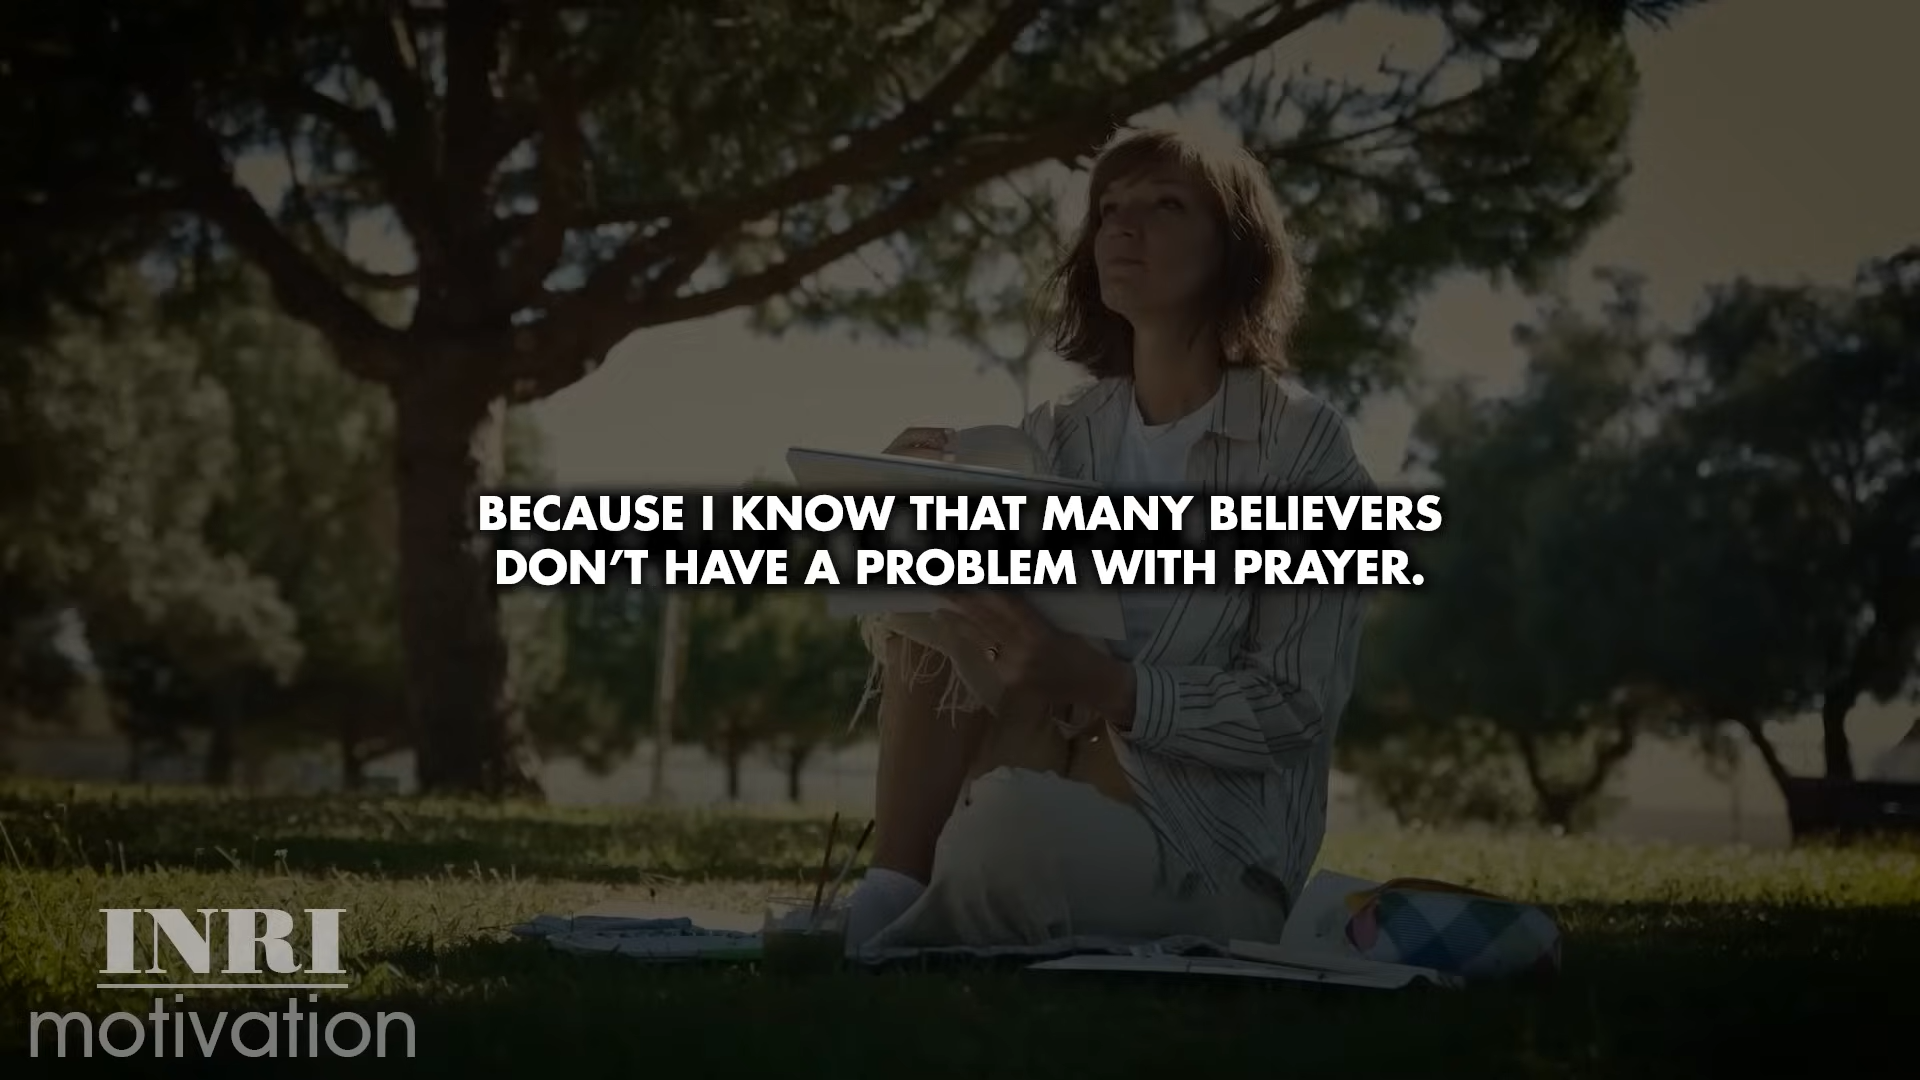 BECAUSE I KNOW THAT MANY BELIEVERS
DON’T HAVE A PROBLEM WITH PRAYER.
INRI
motivation